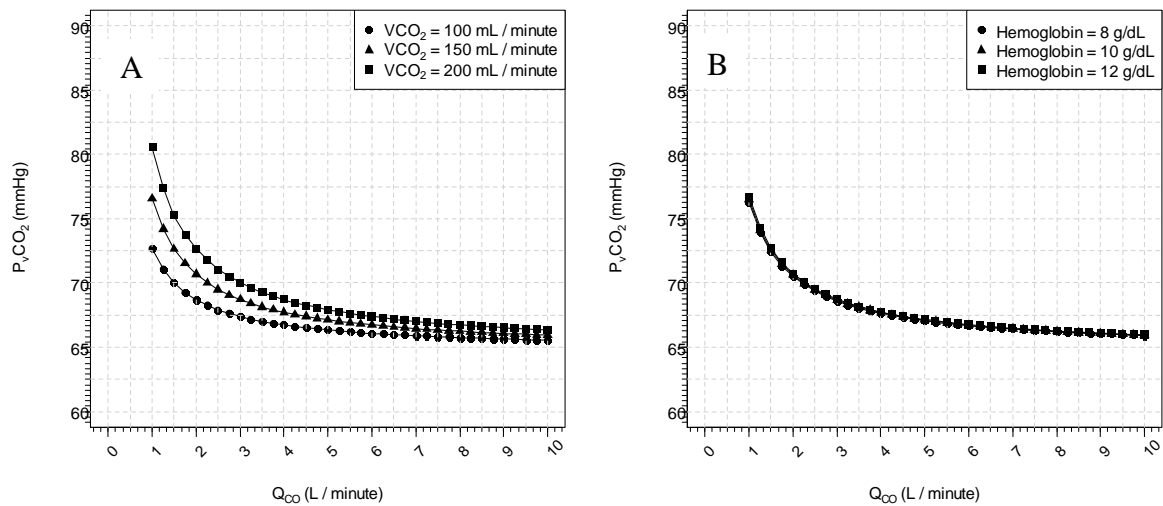 A
VCO₂ = 100 mL / minute
VCO₂ = 150 mL / minute
VCO₂ = 200 mL / minute
90
85
80
75
70
65
60
PᵥCO₂ (mmHg)
0 1 2 3 4 5 6 7 8 9 10
Q_CO (L / minute)
B
Hemoglobin = 8 g/dL
Hemoglobin = 10 g/dL
Hemoglobin = 12 g/dL
90
85
80
75
70
65
60
PᵥCO₂ (mmHg)
0 1 2 3 4 5 6 7 8 9 10
Q_CO (L / minute)